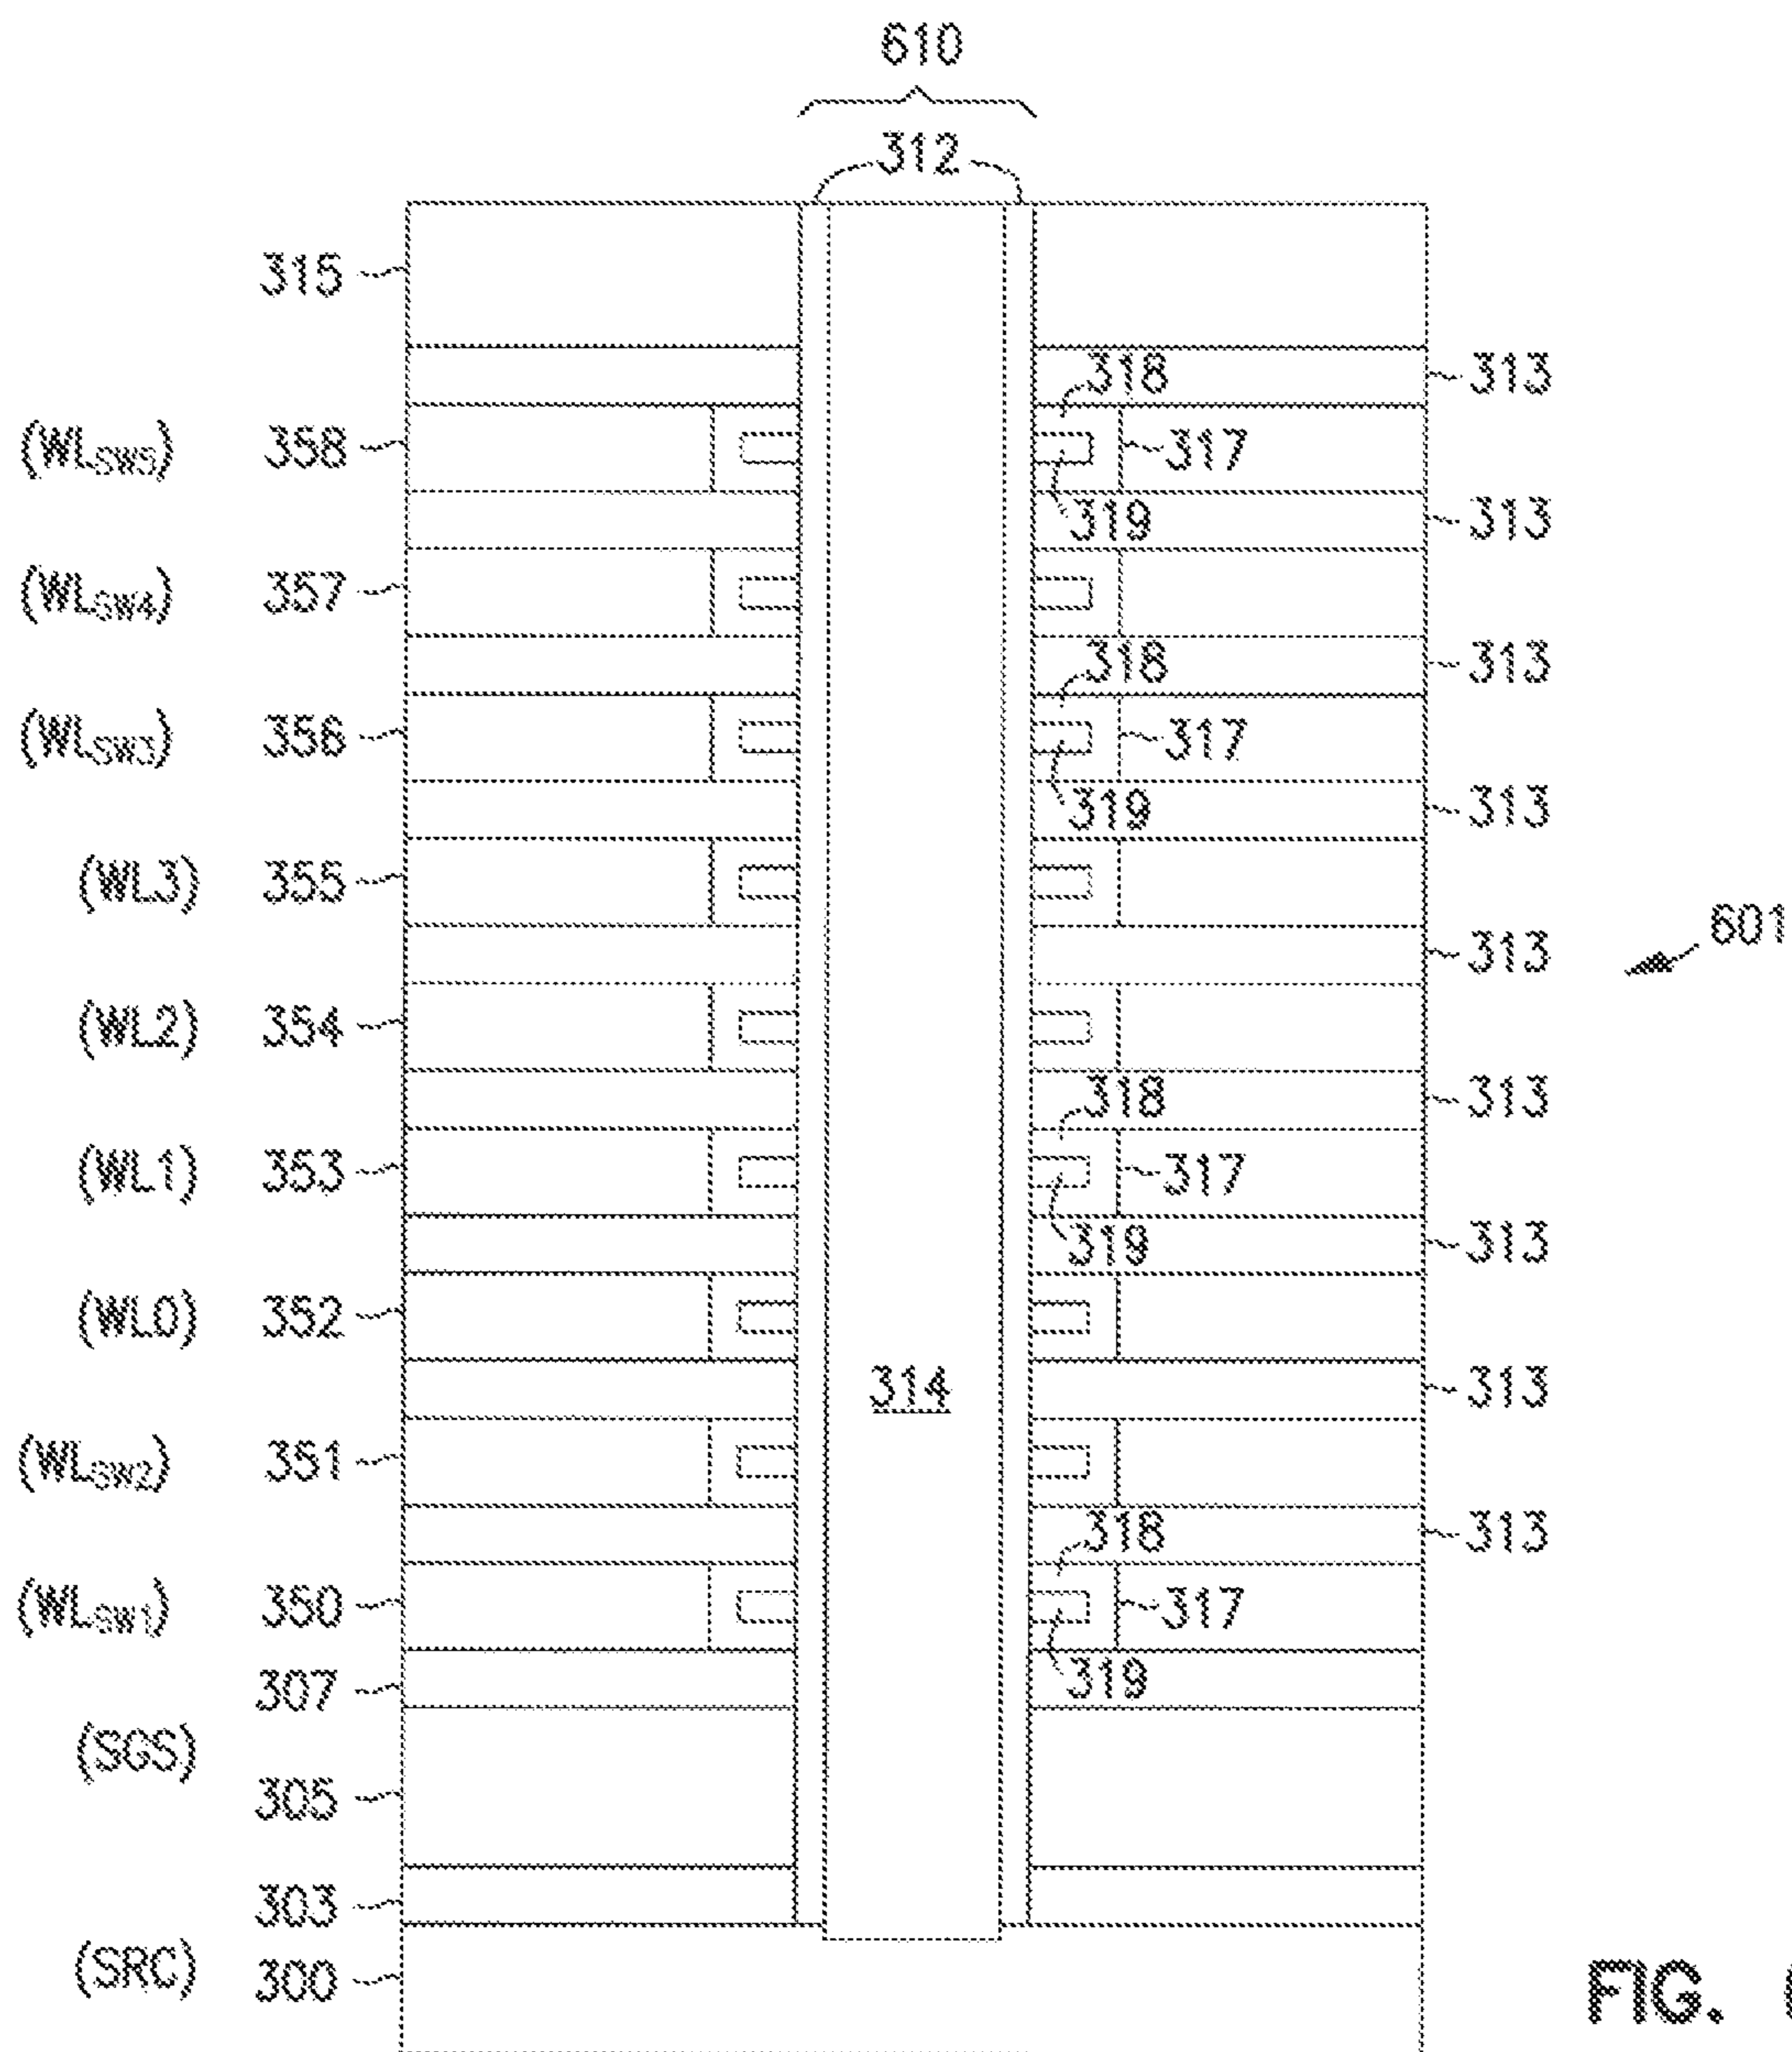 610
312
315
318
313
(WLSW5) 358
317
319
313
(WLSW4) 357
318
313
(WLSW3) 356
317
319
313
(WL3) 355
601
313
(WL2) 354
318
313
(WL1) 353
317
319
313
(WL0) 352
314
313
(WLSW2) 351
318
313
(WLSW1) 350
317
307
319
(SGS)
305
303
(SRC)
300
FIG.